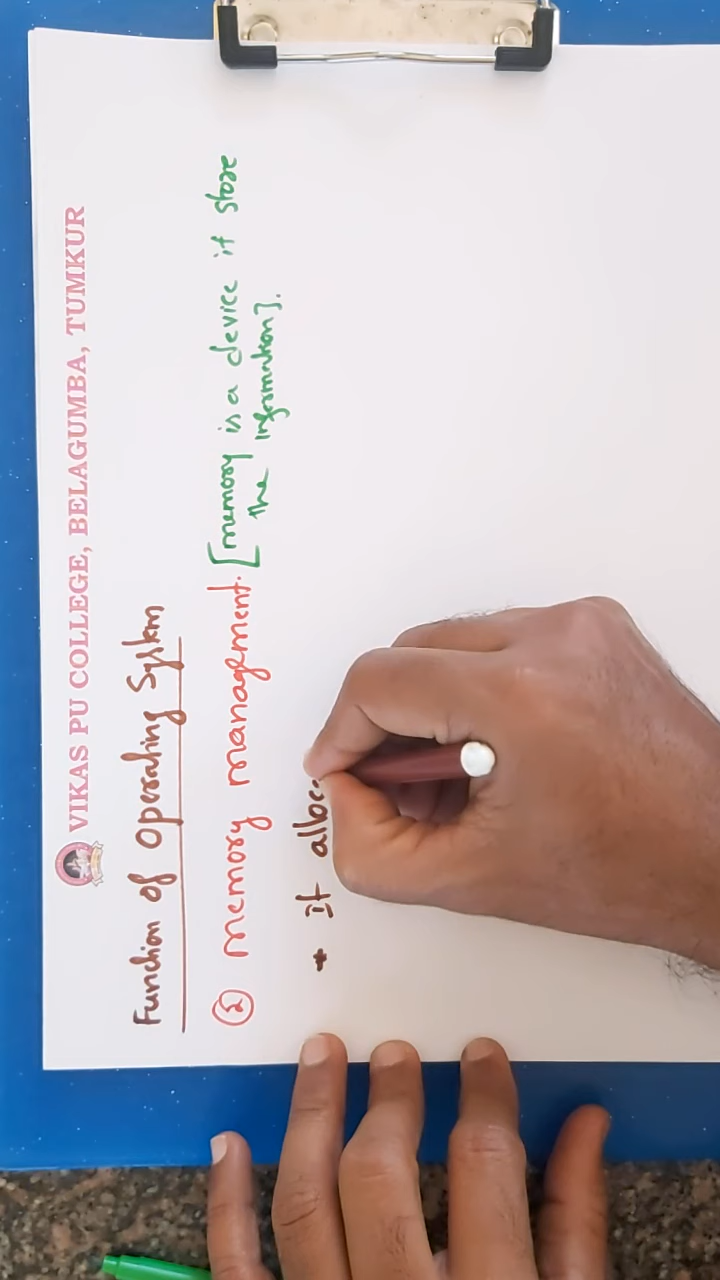 VIKAS PU COLLEGE, BELAGUMBA, TUMKUR
Function of Operating System
② memory management. [memory is a device it store
the information].
→ It alloc